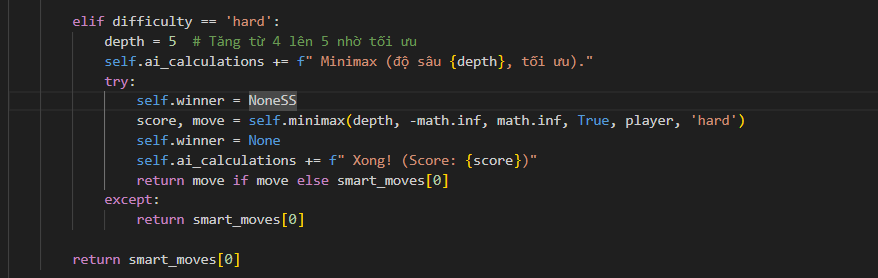 elif difficulty == 'hard':
    depth = 5  # Tăng từ 4 lên 5 nhờ tối ưu
    self.ai_calculations += f" Minimax (độ sâu {depth}, tối ưu)."
    try:
        self.winner = NoneSS
        score, move = self.minimax(depth, -math.inf, math.inf, True, player, 'hard')
        self.winner = None
        self.ai_calculations += f" Xong! (Score: {score})"
        return move if move else smart_moves[0]
    except:
        return smart_moves[0]
return smart_moves[0]